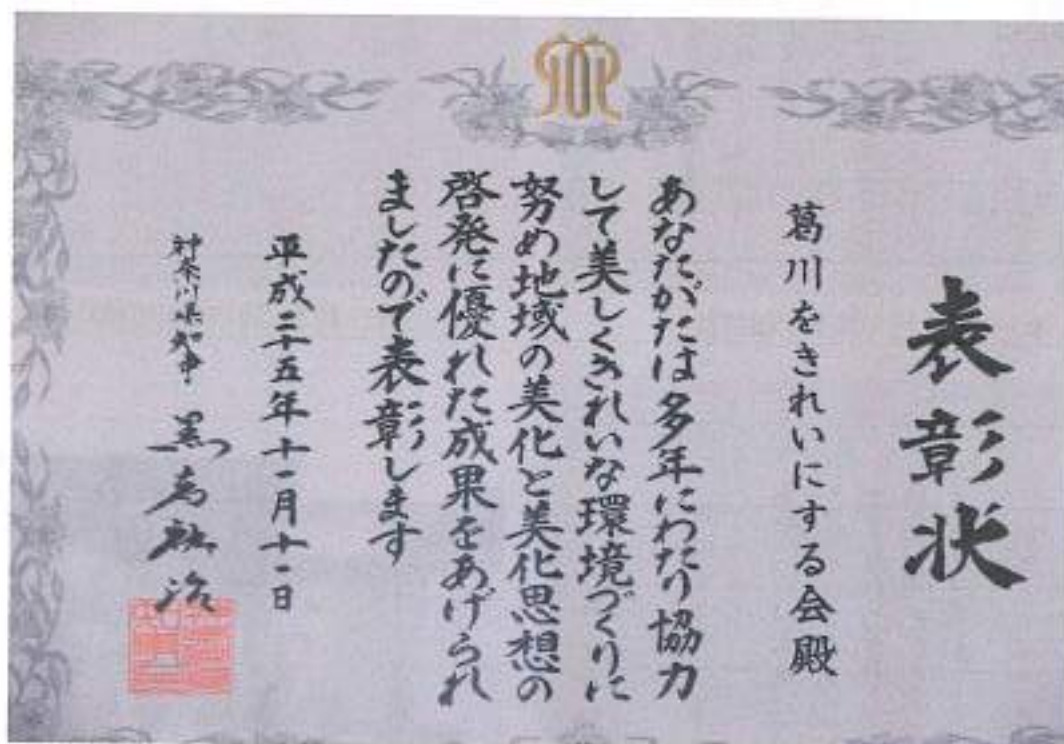 表彰状
葛川をきれいにする会殿
あなたがたは多年にわたり協力
して美しくきれいな環境づくりに
努め地域の美化と美化思想の
啓発に優れた成果をあげられ
ましたので表彰します
平成二十五年十一月十一日
神奈川県知事 黒岩祐治